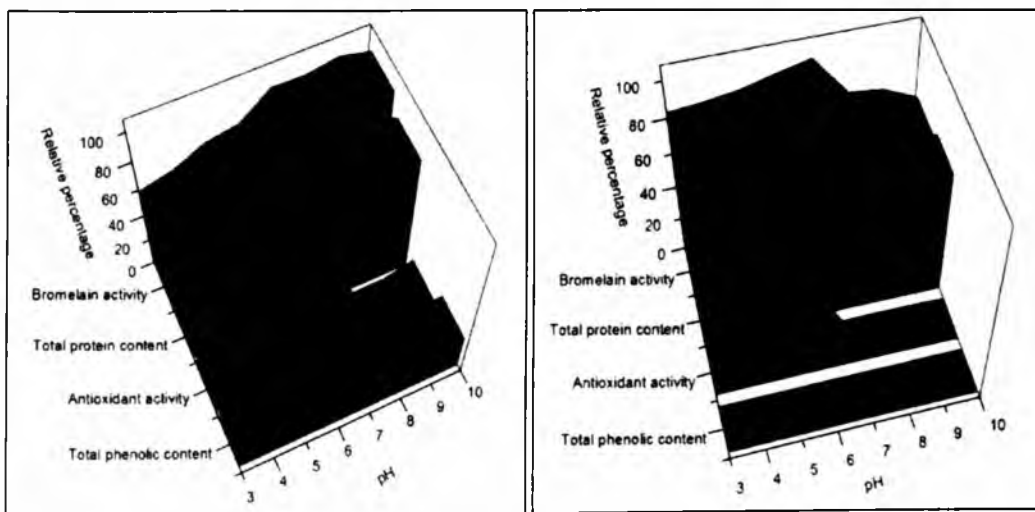 Relative percentage
100
80
60
40
20
0
Bromelain activity
Total protein content
Antioxidant activity
Total phenolic content
3
4
5
6
7
8
9
10
pH
Relative percentage
100
80
60
40
20
0
Bromelain activity
Total protein content
Antioxidant activity
Total phenolic content
3
4
5
6
7
8
9
10
pH